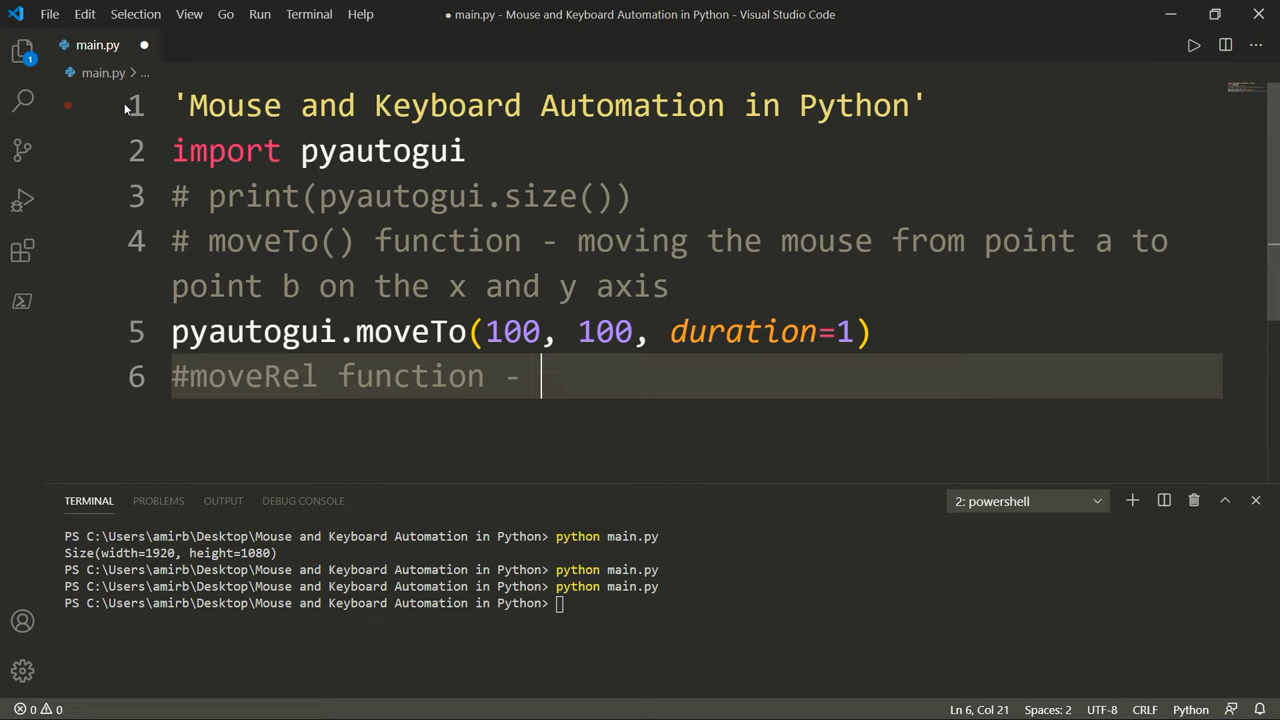 File Edit Selection View Go Run Terminal Help
● main.py - Mouse and Keyboard Automation in Python - Visual Studio Code
main.py ●
main.py > ...
1 'Mouse and Keyboard Automation in Python'
2 import pyautogui
3 # print(pyautogui.size())
4 # moveTo() function - moving the mouse from point a to
point b on the x and y axis
5 pyautogui.moveTo(100, 100, duration=1)
6 #moveRel function -
1
TERMINAL PROBLEMS OUTPUT DEBUG CONSOLE
2: powershell
PS C:\Users\amirb\Desktop\Mouse and Keyboard Automation in Python> python main.py
Size(width=1920, height=1080)
PS C:\Users\amirb\Desktop\Mouse and Keyboard Automation in Python> python main.py
PS C:\Users\amirb\Desktop\Mouse and Keyboard Automation in Python> python main.py
PS C:\Users\amirb\Desktop\Mouse and Keyboard Automation in Python>
0 0
Ln 6, Col 21 Spaces: 2 UTF-8 CRLF Python